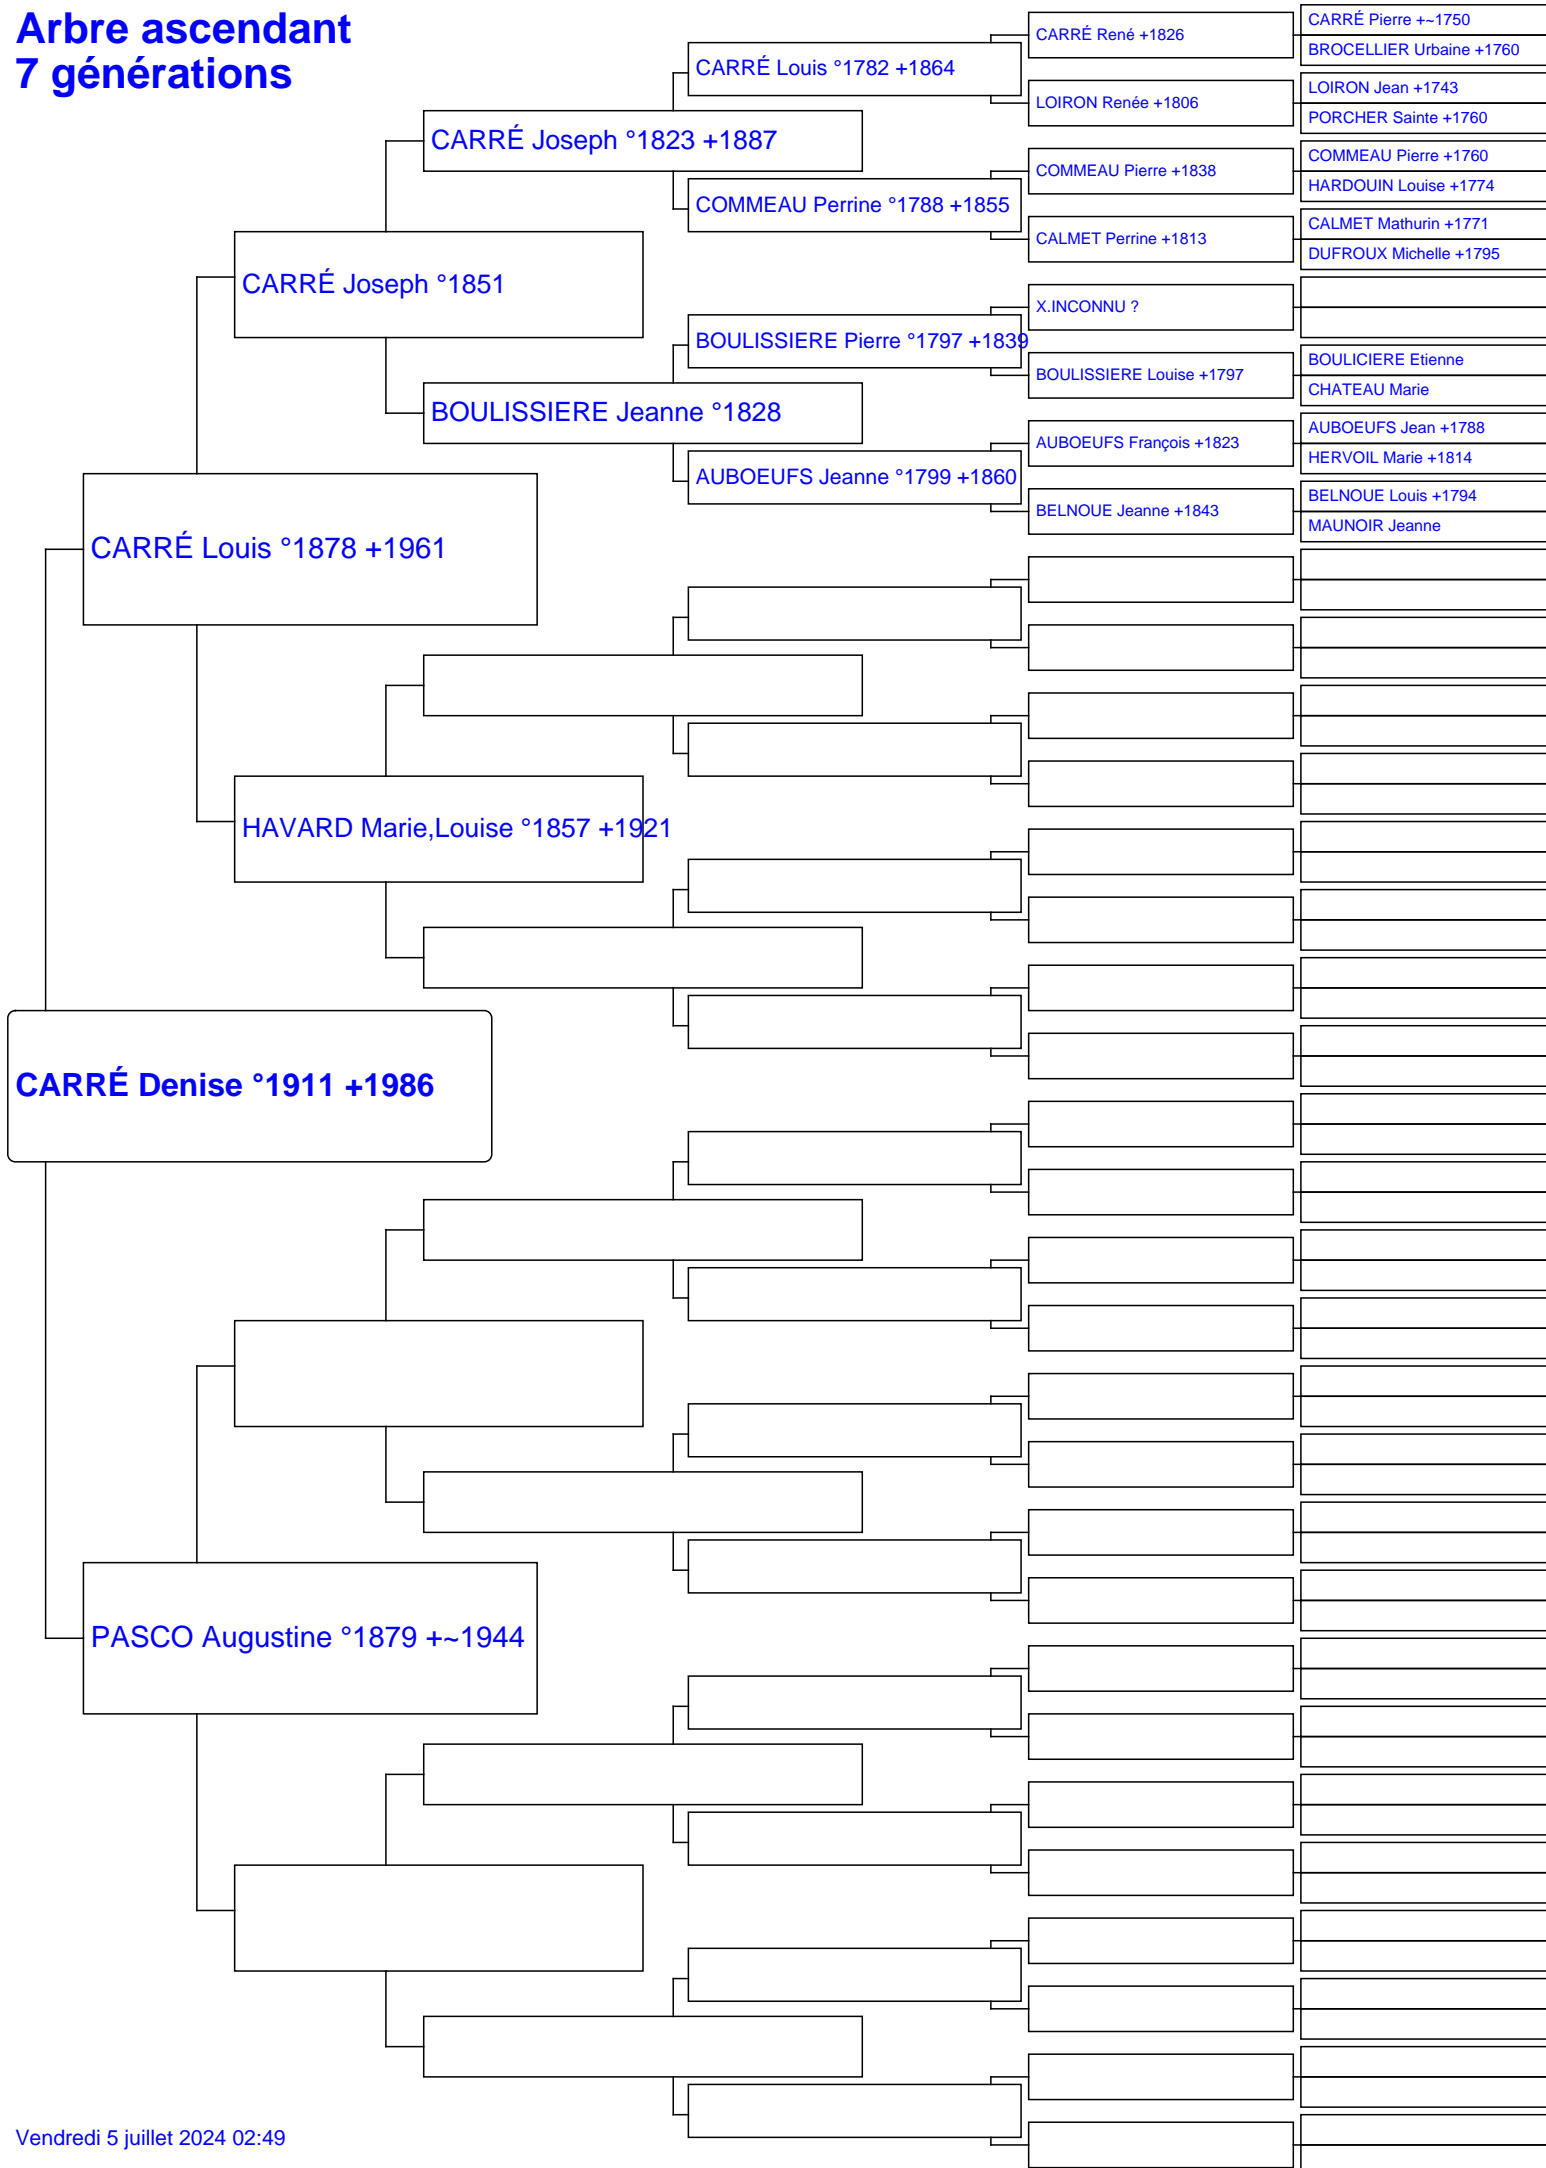 Arbre ascendant
7 générations
CARRÉ Denise °1911 +1986
CARRÉ Louis °1878 +1961
PASCO Augustine °1879 +~1944
CARRÉ Joseph °1851
HAVARD Marie,Louise °1857 +1921
CARRÉ Joseph °1823 +1887
BOULISSIERE Jeanne °1828
CARRÉ Louis °1782 +1864
COMMEAU Perrine °1788 +1855
BOULISSIERE Pierre °1797 +1839
AUBOEUFS Jeanne °1799 +1860
CARRÉ René +1826
LOIRON Renée +1806
COMMEAU Pierre +1838
CALMET Perrine +1813
X.INCONNU ?
BOULISSIERE Louise +1797
AUBOEUFS François +1823
BELNOUE Jeanne +1843
CARRÉ Pierre +~1750
BROCELLIER Urbaine +1760
LOIRON Jean +1743
PORCHER Sainte +1760
COMMEAU Pierre +1760
HARDOUIN Louise +1774
CALMET Mathurin +1771
DUFROUX Michelle +1795
BOULICIERE Etienne
CHATEAU Marie
AUBOEUFS Jean +1788
HERVOIL Marie +1814
BELNOUE Louis +1794
MAUNOIR Jeanne
Vendredi 5 juillet 2024 02:49